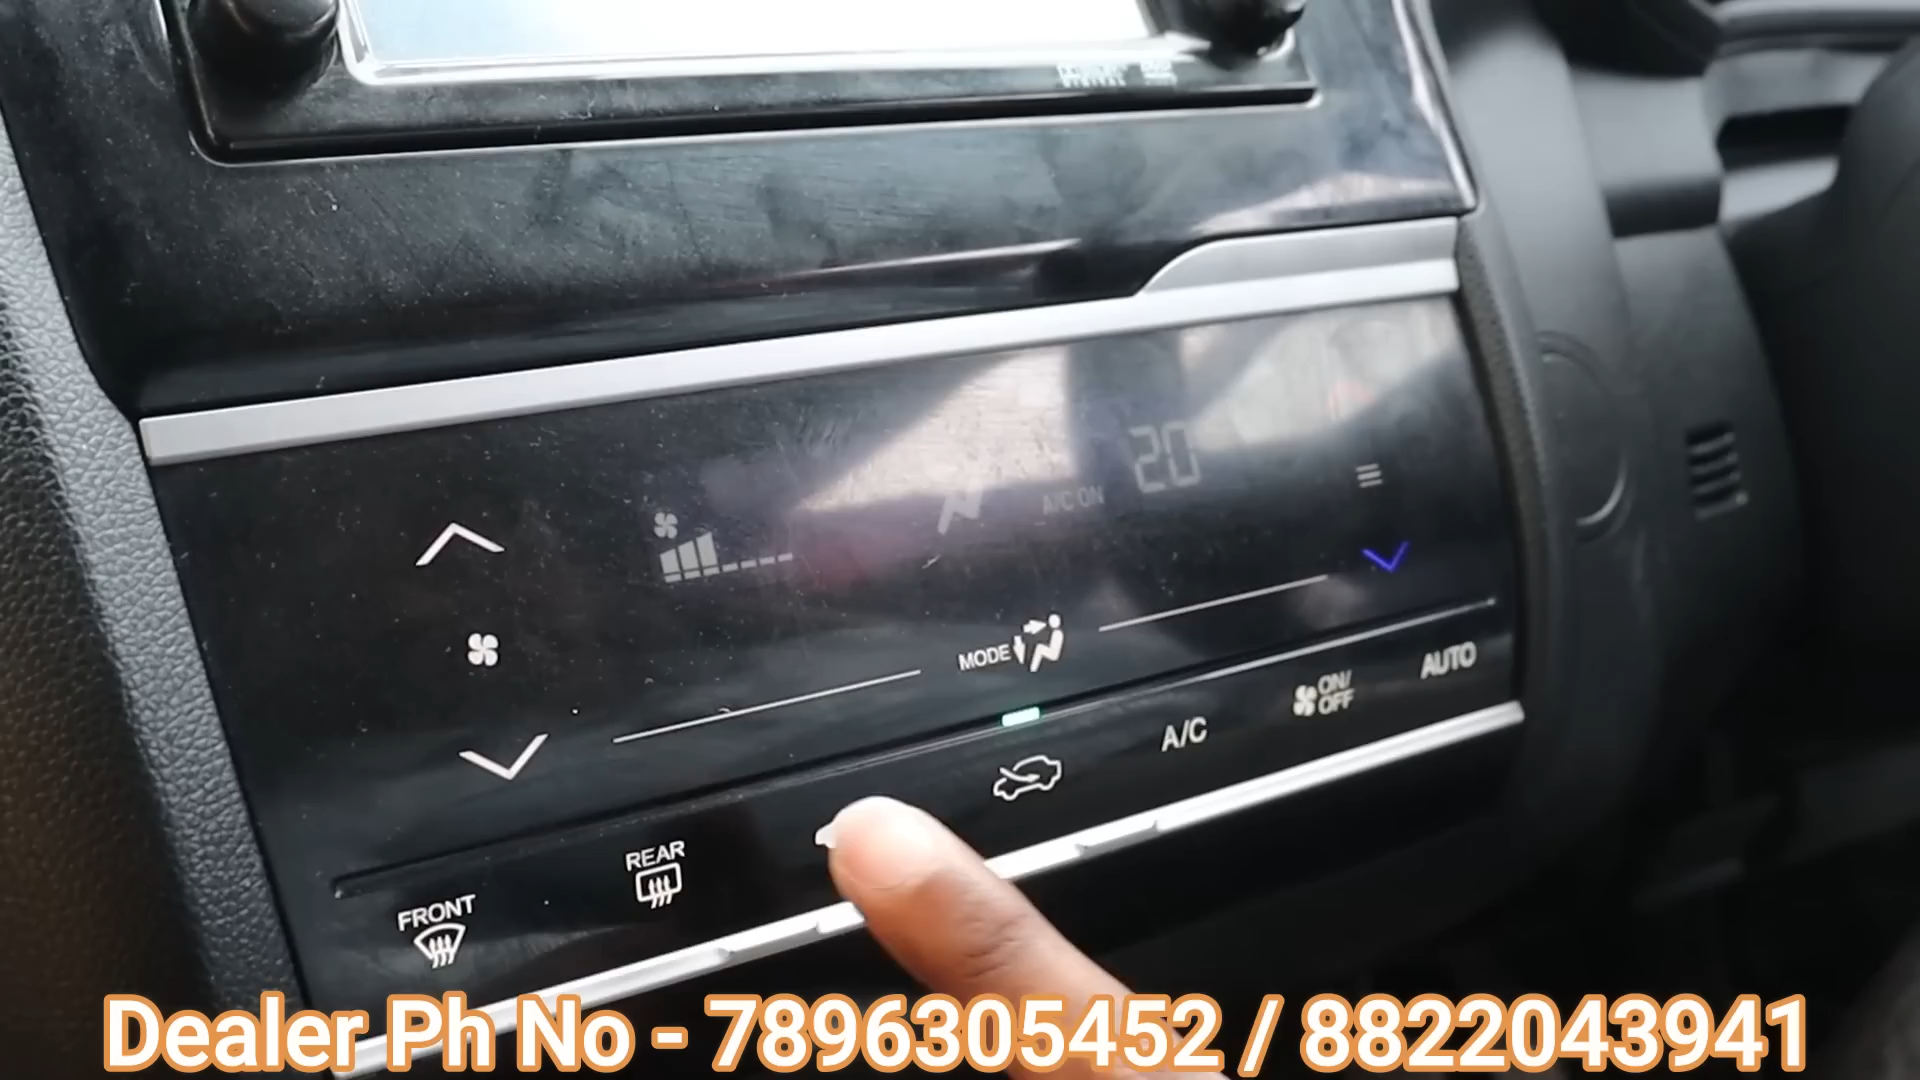 20
A/C ON
MODE
ON/
OFF
AUTO
A/C
REAR
FRONT
Dealer Ph No - 7896305452 / 8822043941